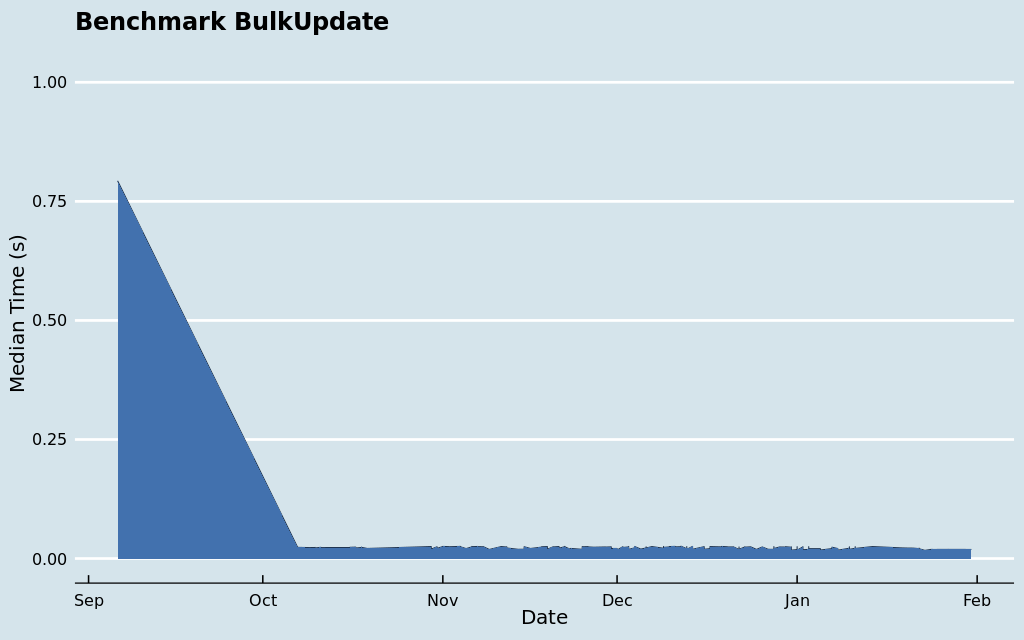 Benchmark BulkUpdate
Median Time (s)
1.00
0.75
0.50
0.25
0.00
Sep Oct Nov Dec Jan Feb
Date